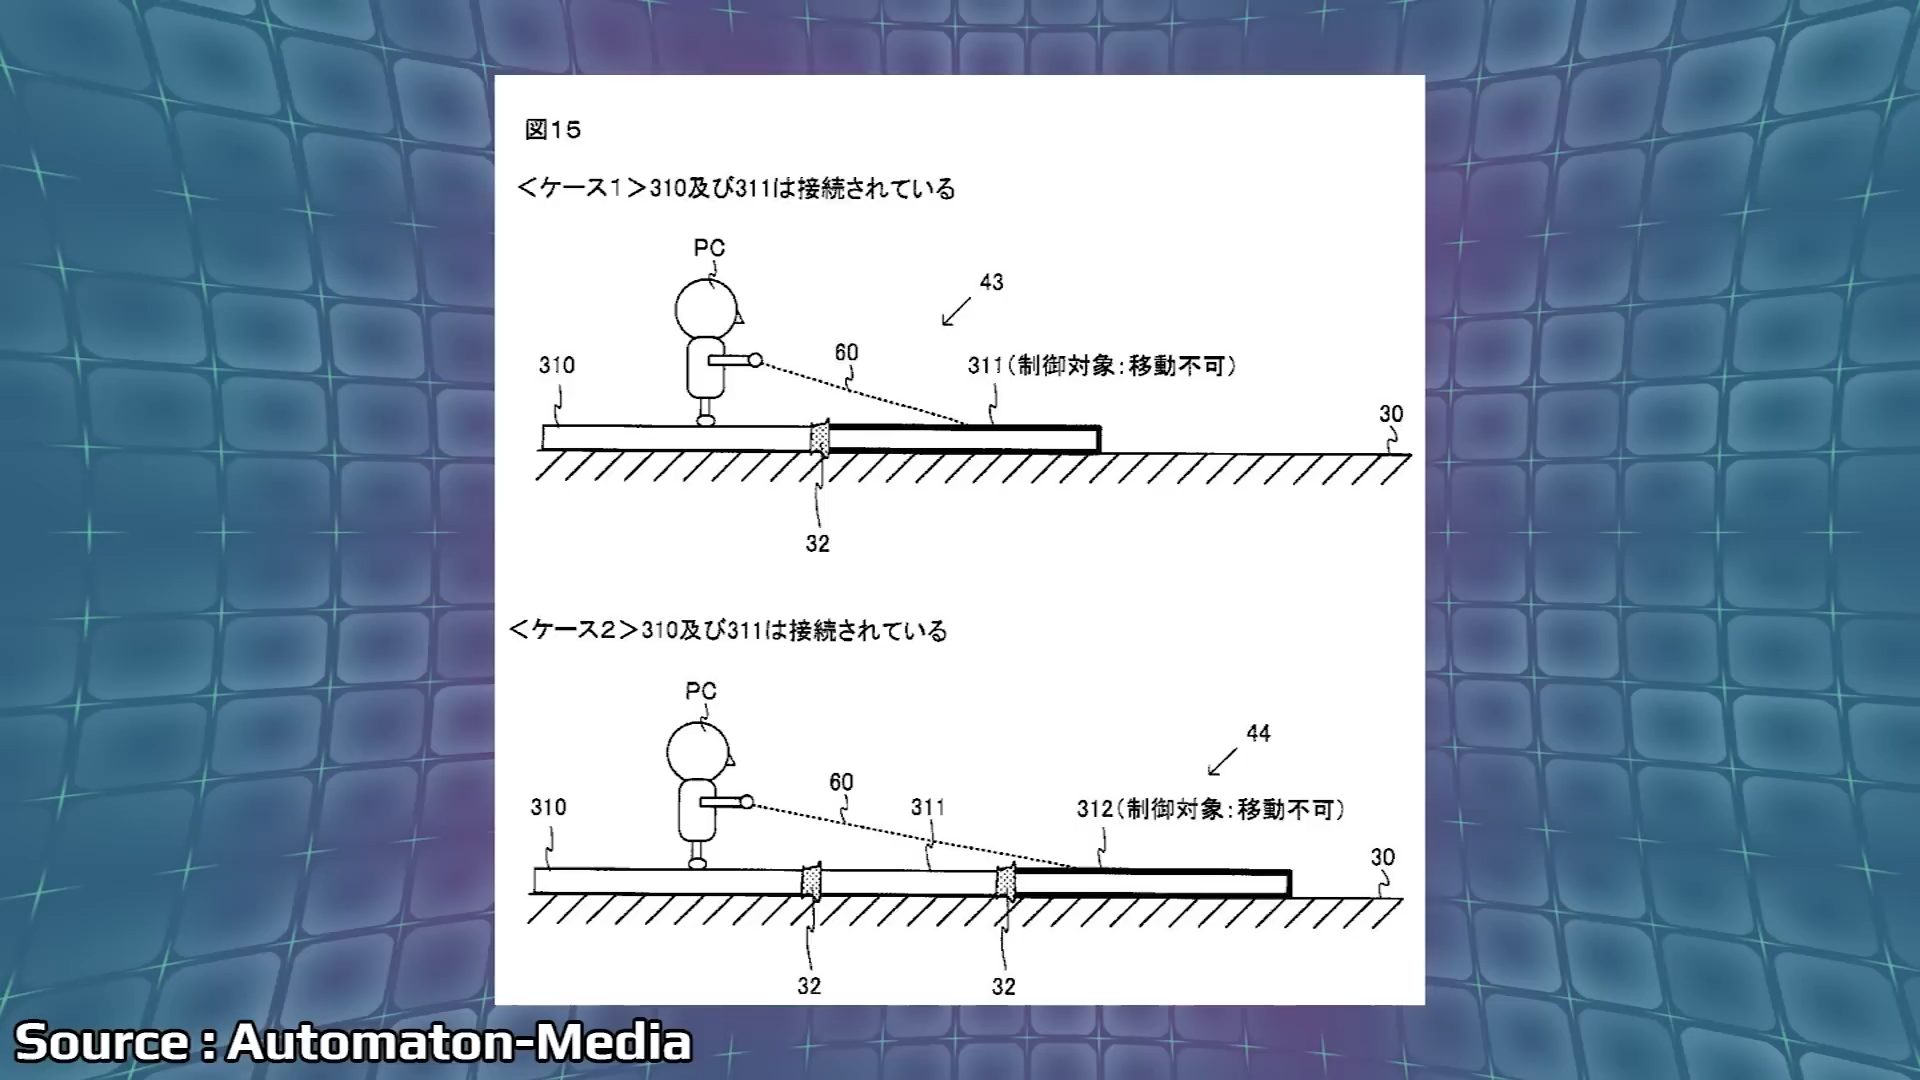 図15
<ケース1>310及び311は接続されている
PC
43
60
310
311(制御対象:移動不可)
30
32
<ケース2>310及び311は接続されている
PC
44
60
310
311
312(制御対象:移動不可)
30
32
32
Source : Automaton-Media